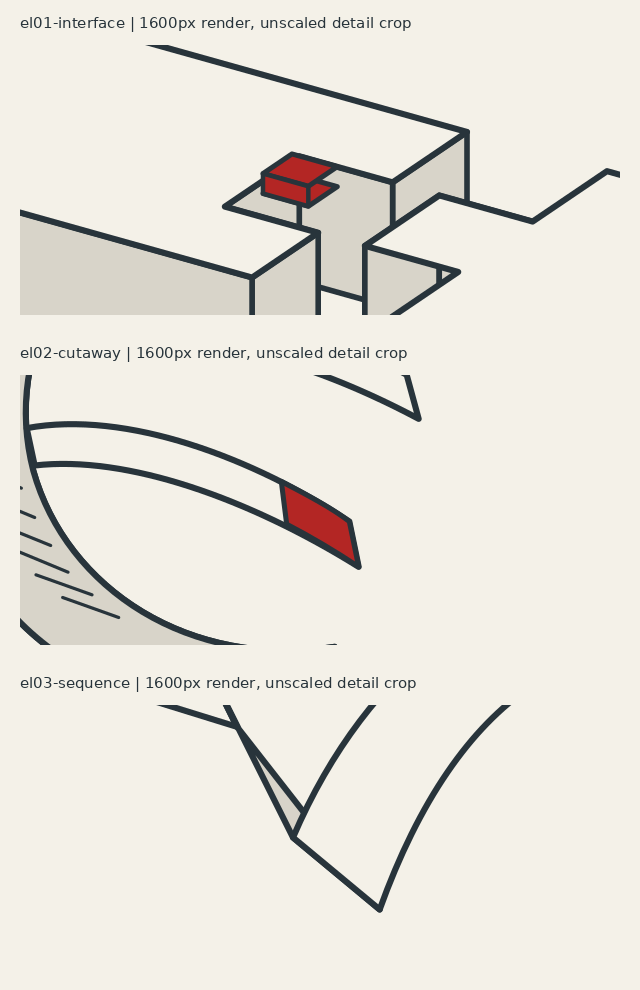 el01-interface | 1600px render, unscaled detail crop
el02-cutaway | 1600px render, unscaled detail crop
el03-sequence | 1600px render, unscaled detail crop